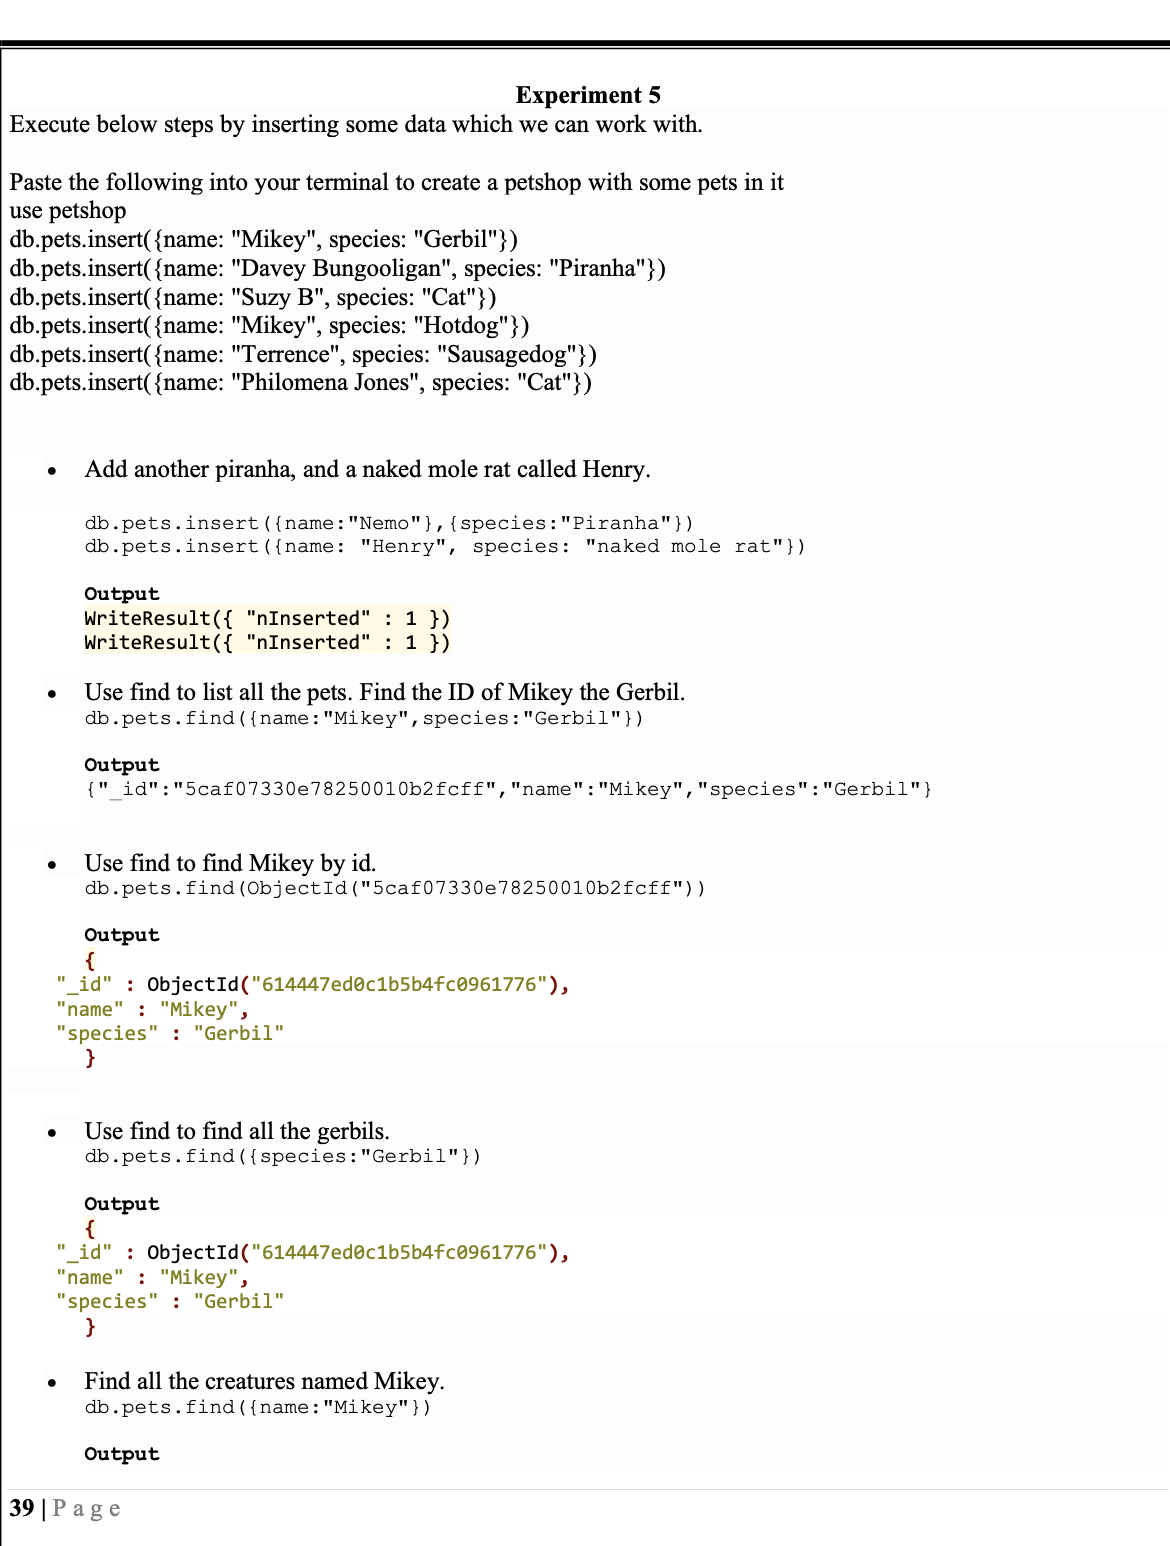 Experiment 5
Execute below steps by inserting some data which we can work with.
Paste the following into your terminal to create a petshop with some pets in it
use petshop
db.pets.insert({name: "Mikey", species: "Gerbil"})
db.pets.insert({name: "Davey Bungooligan", species: "Piranha"})
db.pets.insert({name: "Suzy B", species: "Cat"})
db.pets.insert({name: "Mikey", species: "Hotdog"})
db.pets.insert({name: "Terrence", species: "Sausagedog"})
db.pets.insert({name: "Philomena Jones", species: "Cat"})
• Add another piranha, and a naked mole rat called Henry.
db.pets.insert({name:"Nemo"},{species:"Piranha"})
db.pets.insert({name: "Henry", species: "naked mole rat"})
Output
WriteResult({ "nInserted" : 1 })
WriteResult({ "nInserted" : 1 })
• Use find to list all the pets. Find the ID of Mikey the Gerbil.
db.pets.find({name:"Mikey",species:"Gerbil"})
Output
{"_id":"5caf07330e78250010b2fcff","name":"Mikey","species":"Gerbil"}
• Use find to find Mikey by id.
db.pets.find(ObjectId("5caf07330e78250010b2fcff"))
Output
{
"_id" : ObjectId("614447ed0c1b5b4fc0961776"),
"name" : "Mikey",
"species" : "Gerbil"
}
• Use find to find all the gerbils.
db.pets.find({species:"Gerbil"})
Output
{
"_id" : ObjectId("614447ed0c1b5b4fc0961776"),
"name" : "Mikey",
"species" : "Gerbil"
}
• Find all the creatures named Mikey.
db.pets.find({name:"Mikey"})
Output
39 | P a g e